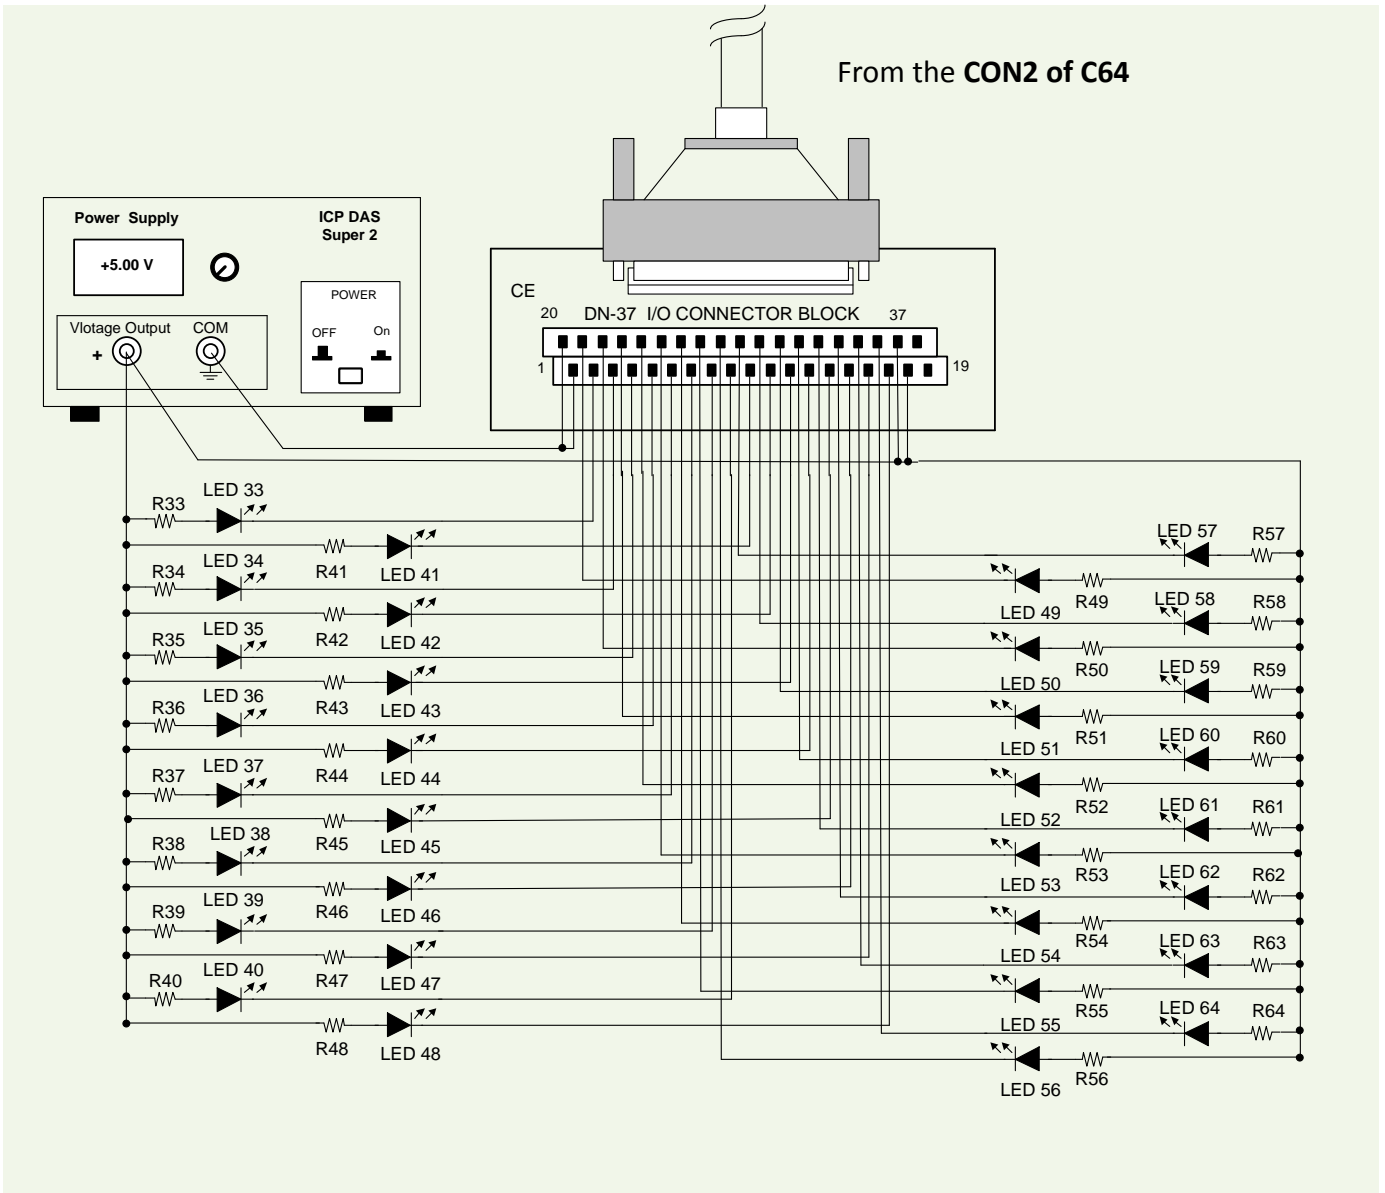 From the CON2 of C64
Power Supply
ICP DAS
Super 2
+5.00 V
POWER
OFF
On
Vlotage Output
COM
+
CE
20
DN-37 I/O CONNECTOR BLOCK
37
1
19
LED 33
R33
R41
LED 41
LED 34
R34
R42
LED 42
LED 35
R35
R43
LED 43
LED 36
R36
R44
LED 44
LED 37
R37
R45
LED 45
LED 38
R38
R46
LED 46
LED 39
R39
R47
LED 47
LED 40
R40
R48
LED 48
LED 57
R57
R49
LED 49
LED 58
R58
R50
LED 50
LED 59
R59
R51
LED 51
LED 60
R60
R52
LED 52
LED 61
R61
R53
LED 53
LED 62
R62
R54
LED 54
LED 63
R63
R55
LED 55
LED 64
R64
R56
LED 56